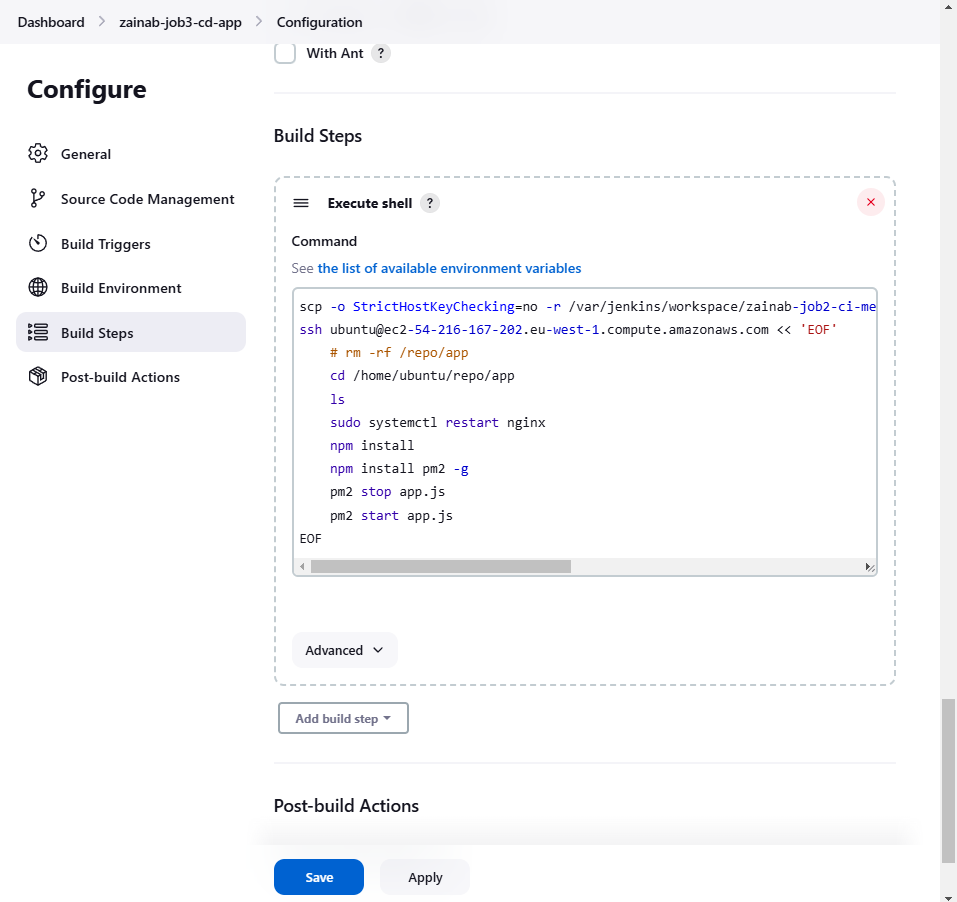 Dashboard > zainab-job3-cd-app > Configuration
With Ant ?
Configure
General
Source Code Management
Build Triggers
Build Environment
Build Steps
Post-build Actions
Build Steps
Execute shell ?
Command
See the list of available environment variables
scp -o StrictHostKeyChecking=no -r /var/jenkins/workspace/zainab-job2-ci-me
ssh ubuntu@ec2-54-216-167-202.eu-west-1.compute.amazonaws.com << 'EOF'
# rm -rf /repo/app
cd /home/ubuntu/repo/app
ls
sudo systemctl restart nginx
npm install
npm install pm2 -g
pm2 stop app.js
pm2 start app.js
EOF
Advanced
Add build step
Post-build Actions
Save
Apply